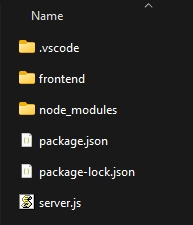 Name
.vscode
frontend
node_modules
package.json
package-lock.json
server.js